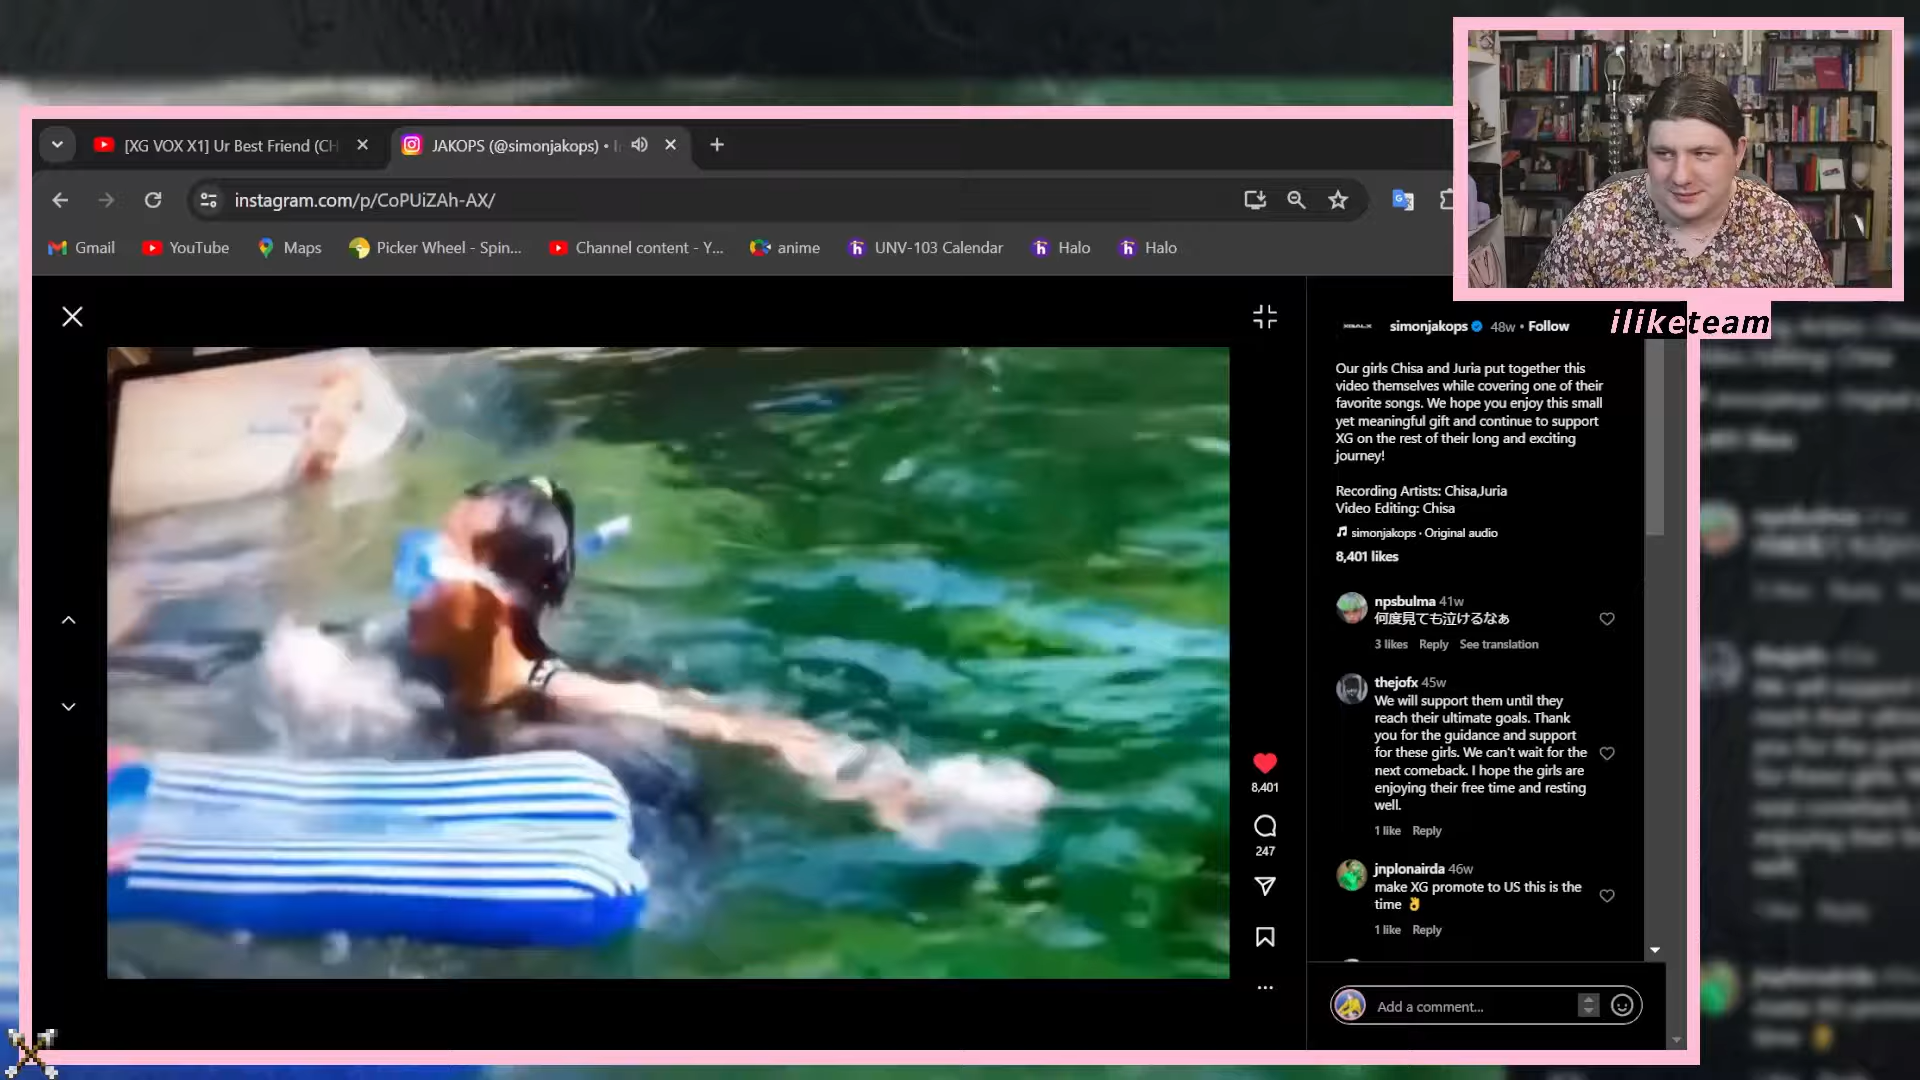 [XG VOX X1] Ur Best Friend (CH
JAKOPS (@simonjakops) •
instagram.com/p/CoPUiZAh-AX/
Gmail
YouTube
Maps
Picker Wheel - Spin...
Channel content - Y...
anime
UNV-103 Calendar
Halo
Halo
iliketeam
simonjakops 48w • Follow
Our girls Chisa and Juria put together this
video themselves while covering one of their
favorite songs. We hope you enjoy this small
yet meaningful gift and continue to support
XG on the rest of their long and exciting
journey!
Recording Artists: Chisa,Juria
Video Editing: Chisa
simonjakops · Original audio
8,401 likes
npsbulma 41w
何度見ても泣けるなぁ
3 likes Reply See translation
thejofx 45w
We will support them until they
reach their ultimate goals. Thank
you for the guidance and support
for these girls. We can't wait for the
next comeback. I hope the girls are
enjoying their free time and resting
well.
1 like Reply
jnplonairda 46w
make XG promote to US this is the
time 👌
1 like Reply
8,401
247
Add a comment...